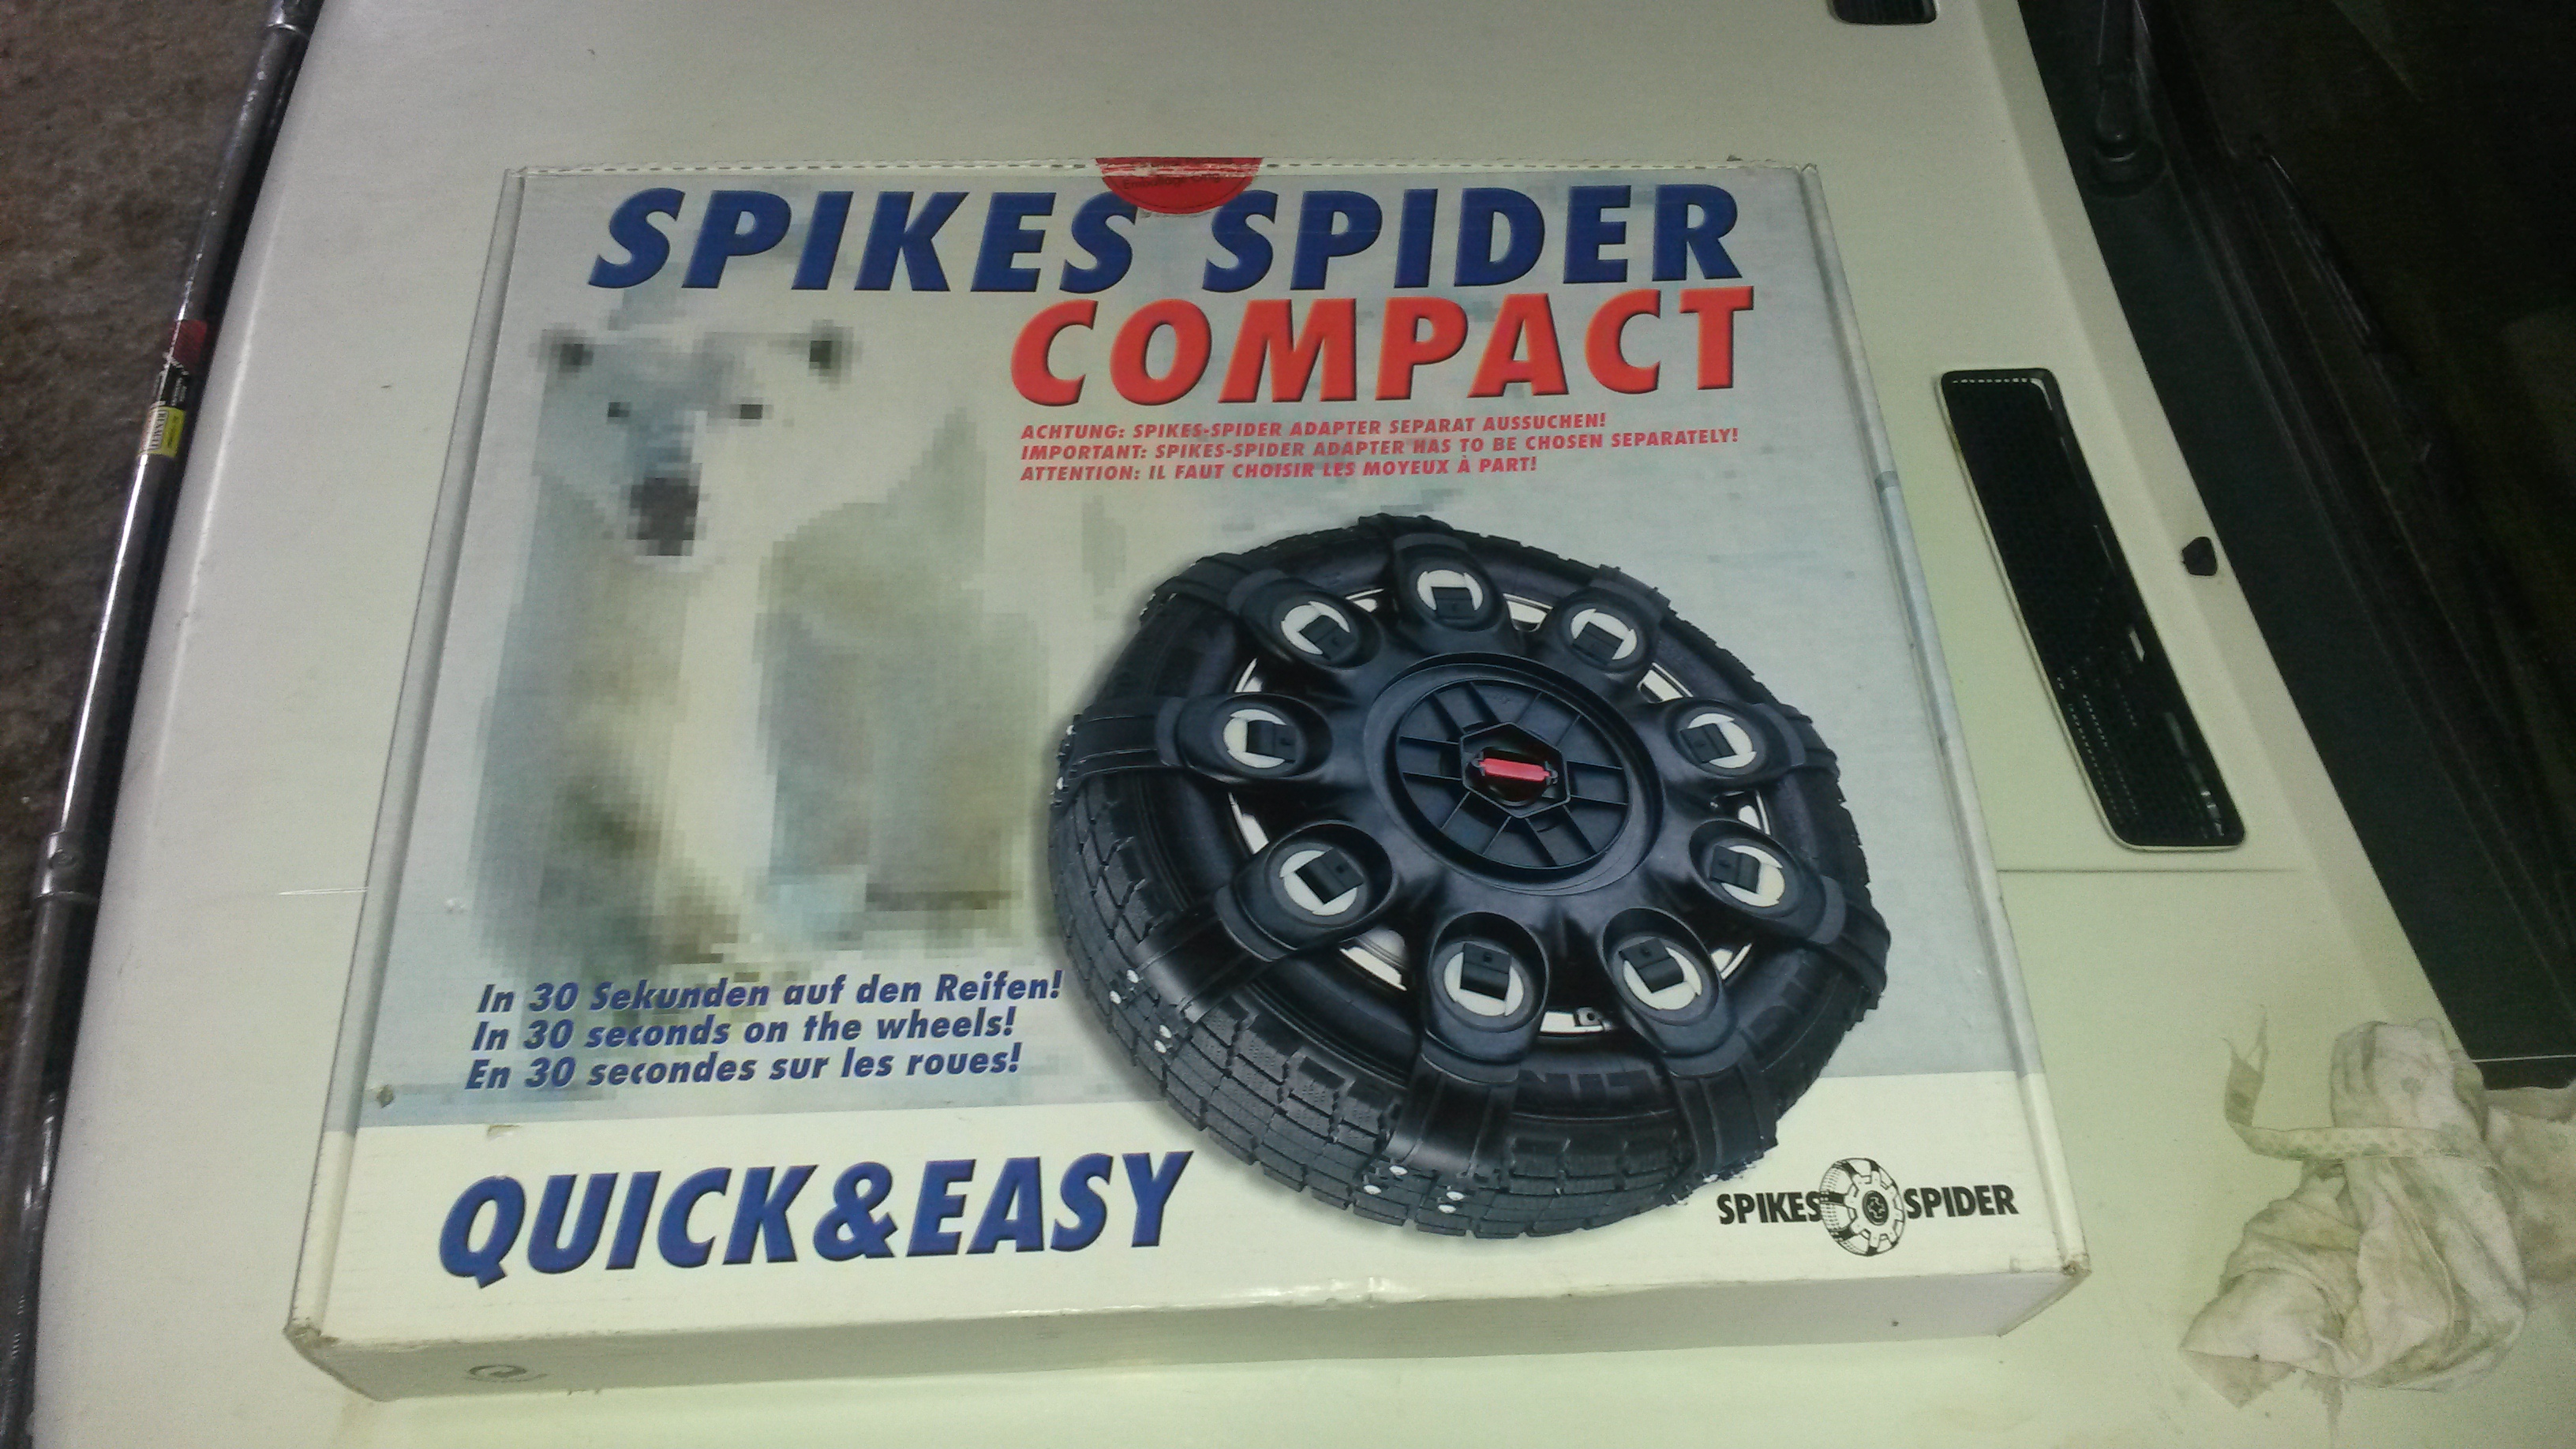 SPIKES SPIDER
COMPACT
ACHTUNG: SPIKES-SPIDER ADAPTER SEPARAT AUSSUCHEN!
IMPORTANT: SPIKES-SPIDER ADAPTER HAS TO BE CHOSEN SEPARATELY!
ATTENTION: IL FAUT CHOISIR LES MOYEUX À PART!
In 30 Sekunden auf den Reifen!
In 30 seconds on the wheels!
En 30 secondes sur les roues!
QUICK&EASY
SPIKES SPIDER